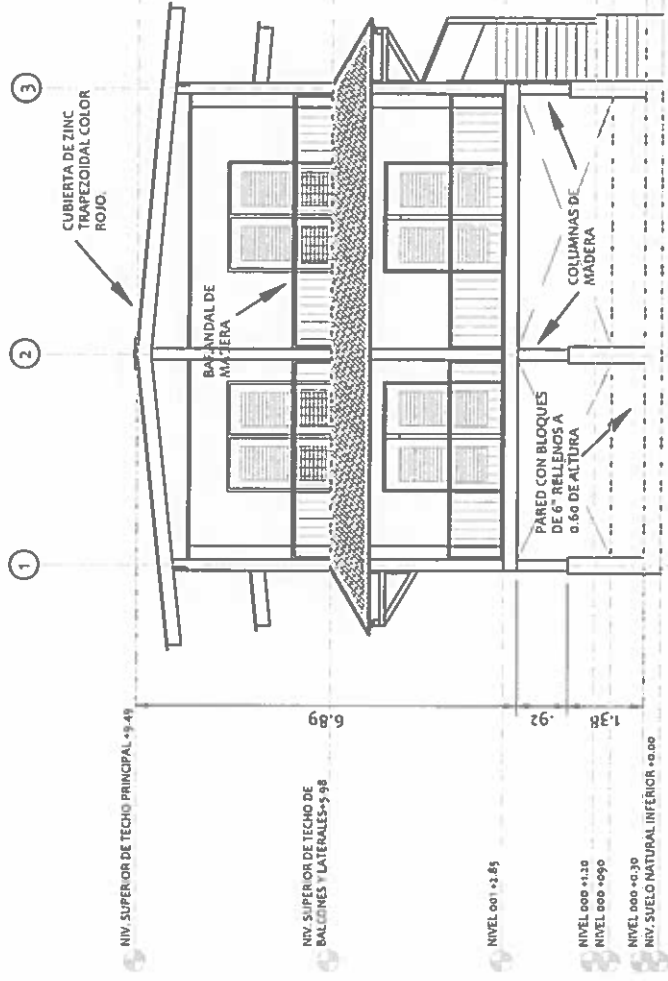 1
2
3
CUBIERTA DE ZINC
TRAPEZOIDAL COLOR
ROJO.
BARANDAL DE
MADERA
COLUMNAS DE
MADERA
PARED CON BLOQUES
DE 6" RELLENOS A
0.60 DE ALTURA
6.89
.92
1.38
NIV. SUPERIOR DE TECHO PRINCIPAL +9.49
NIV. SUPERIOR DE TECHO DE
BALCONES Y LATERALES+5.98
NIVEL 001 +2.85
NIVEL 000 +1.20
NIVEL 000 +090
NIVEL 000 +0.30
NIV. SUELO NATURAL INFERIOR +0.00